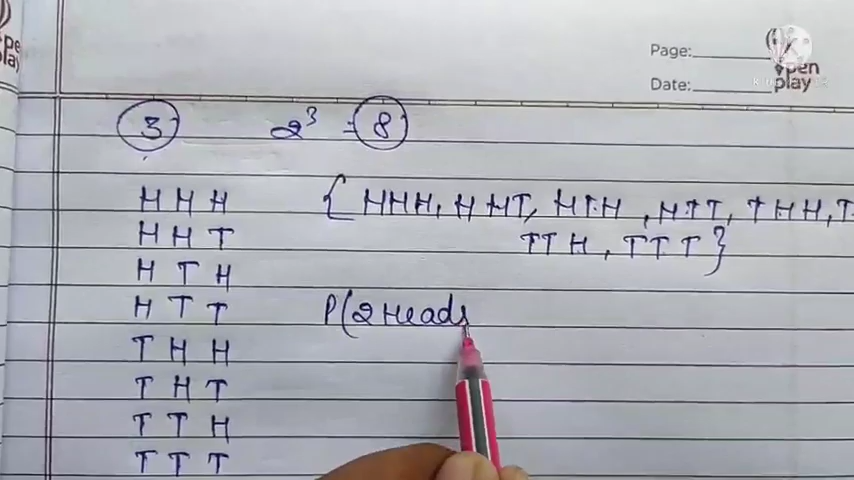 Page:
Open
play
Date:
3 2³ = 8
H H H
H H T
H T H
H T T
T H H
T H T
T T H
T T T
{ HHH, HHT, HTH, HTT, THH, T
TTH, TTT }
P(2 Heads